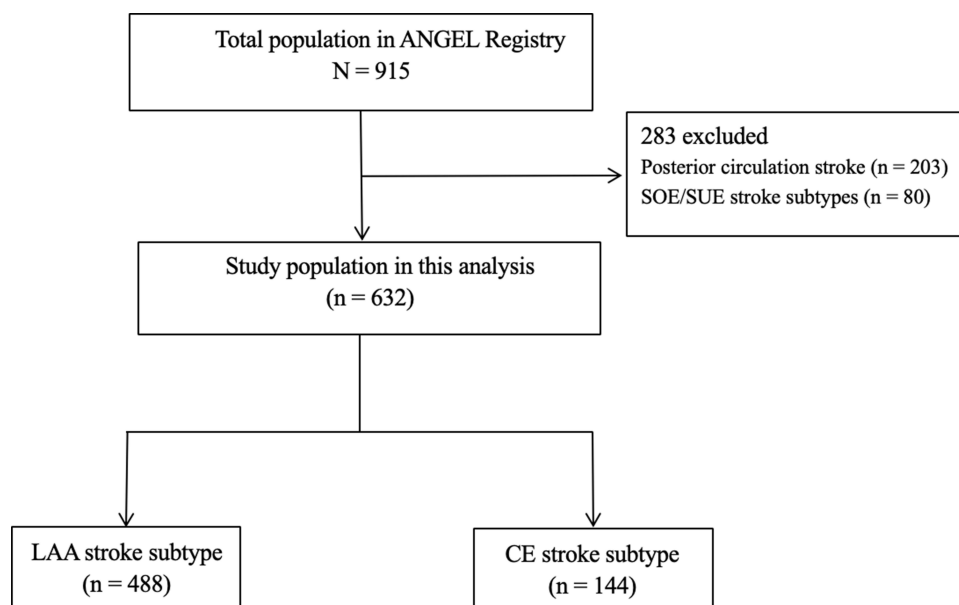 Total population in ANGEL Registry
N = 915
283 excluded
Posterior circulation stroke (n = 203)
SOE/SUE stroke subtypes (n = 80)
Study population in this analysis
(n = 632)
LAA stroke subtype
(n = 488)
CE stroke subtype
(n = 144)